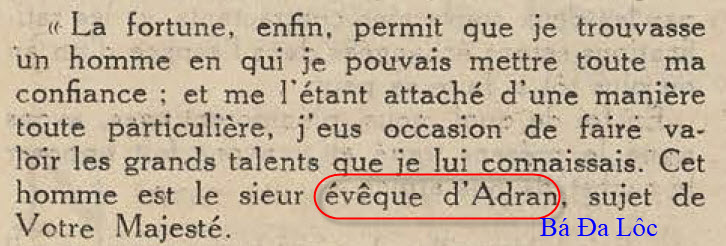 « La fortune, enfin, permit que je trouvasse
un homme en qui je pouvais mettre toute ma
confiance ; et me l'étant attaché d'une manière
toute particulière, j'eus occasion de faire va-
loir les grands talents que je lui connaissais. Cet
homme est le sieur évêque d'Adran, sujet de
Votre Majesté.
Bá Đa Lôc